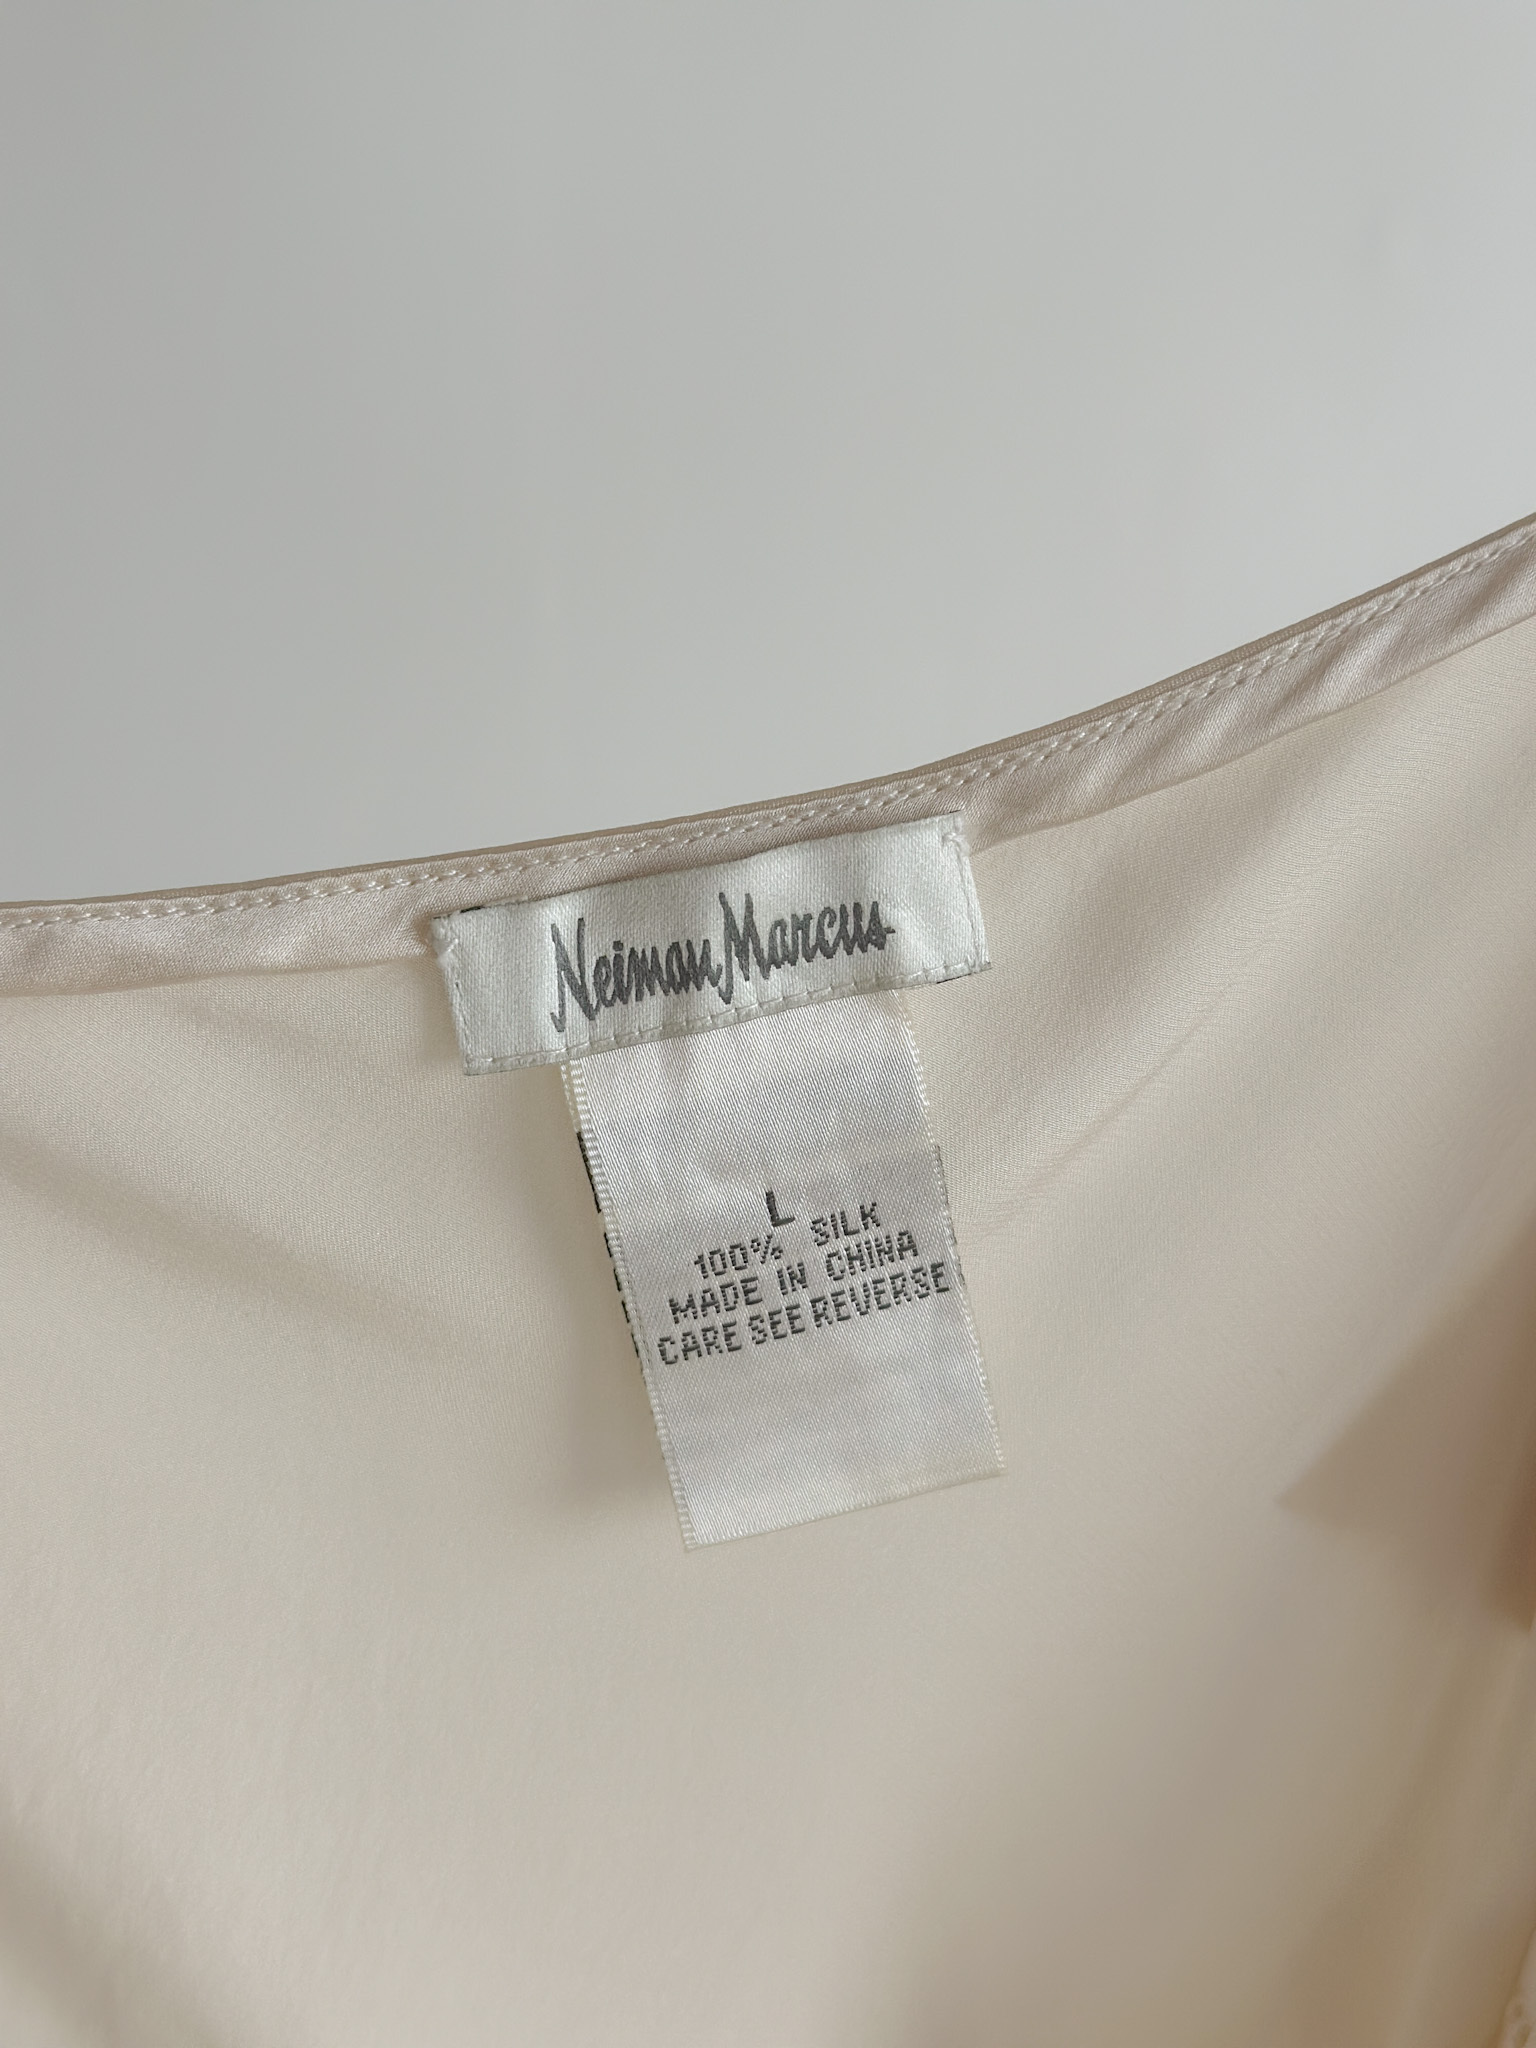 Neiman Marcus
L
100% SILK
MADE IN CHINA
CARE SEE REVERSE